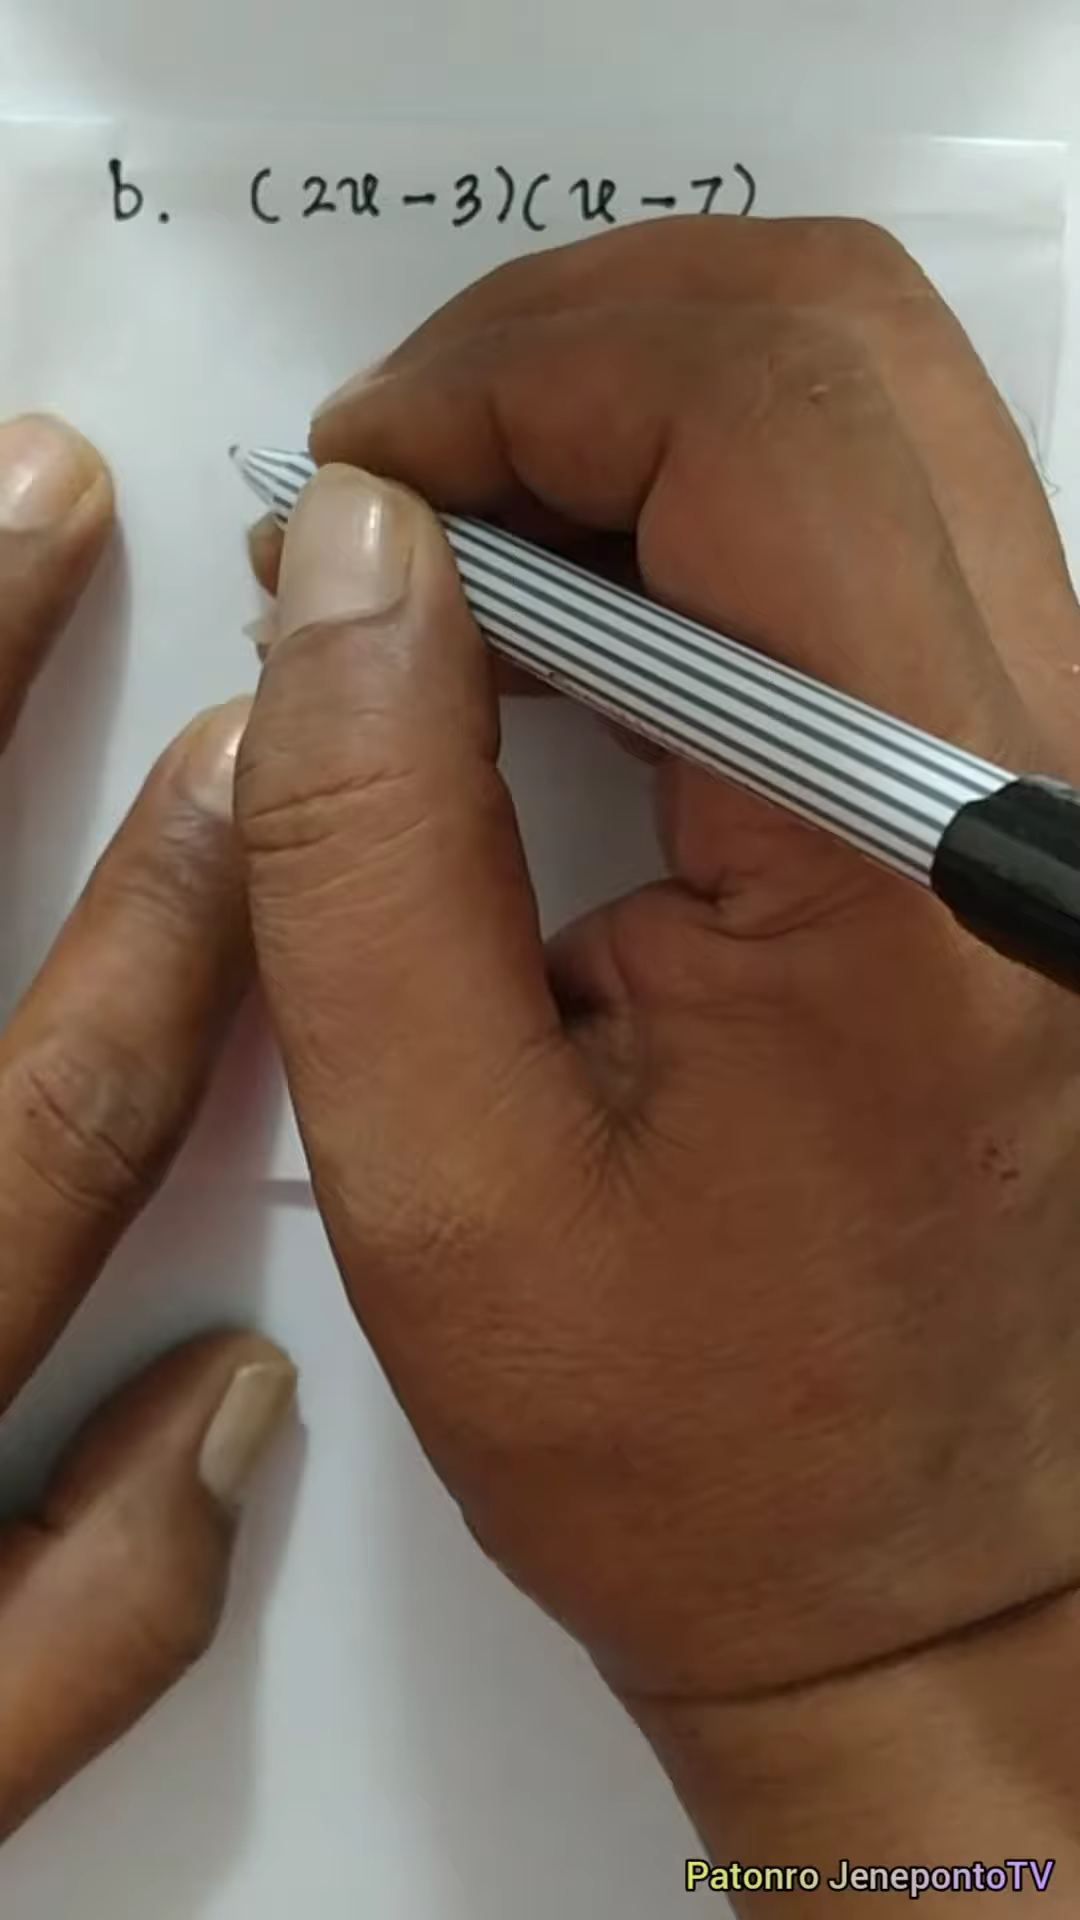 b. (2x - 3)(x - 7)
Patonro JenepontoTV